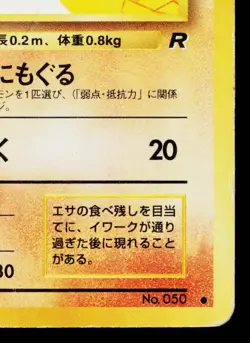 長0.2m、体重0.8kg
R
にもぐる
モンを1匹選び、(「弱点・抵抗力」に関係
ジ。
く 20
エサの食べ残しを目当
てに、イワークが通り
過ぎた後に現れること
がある。
30
No. 050 ●